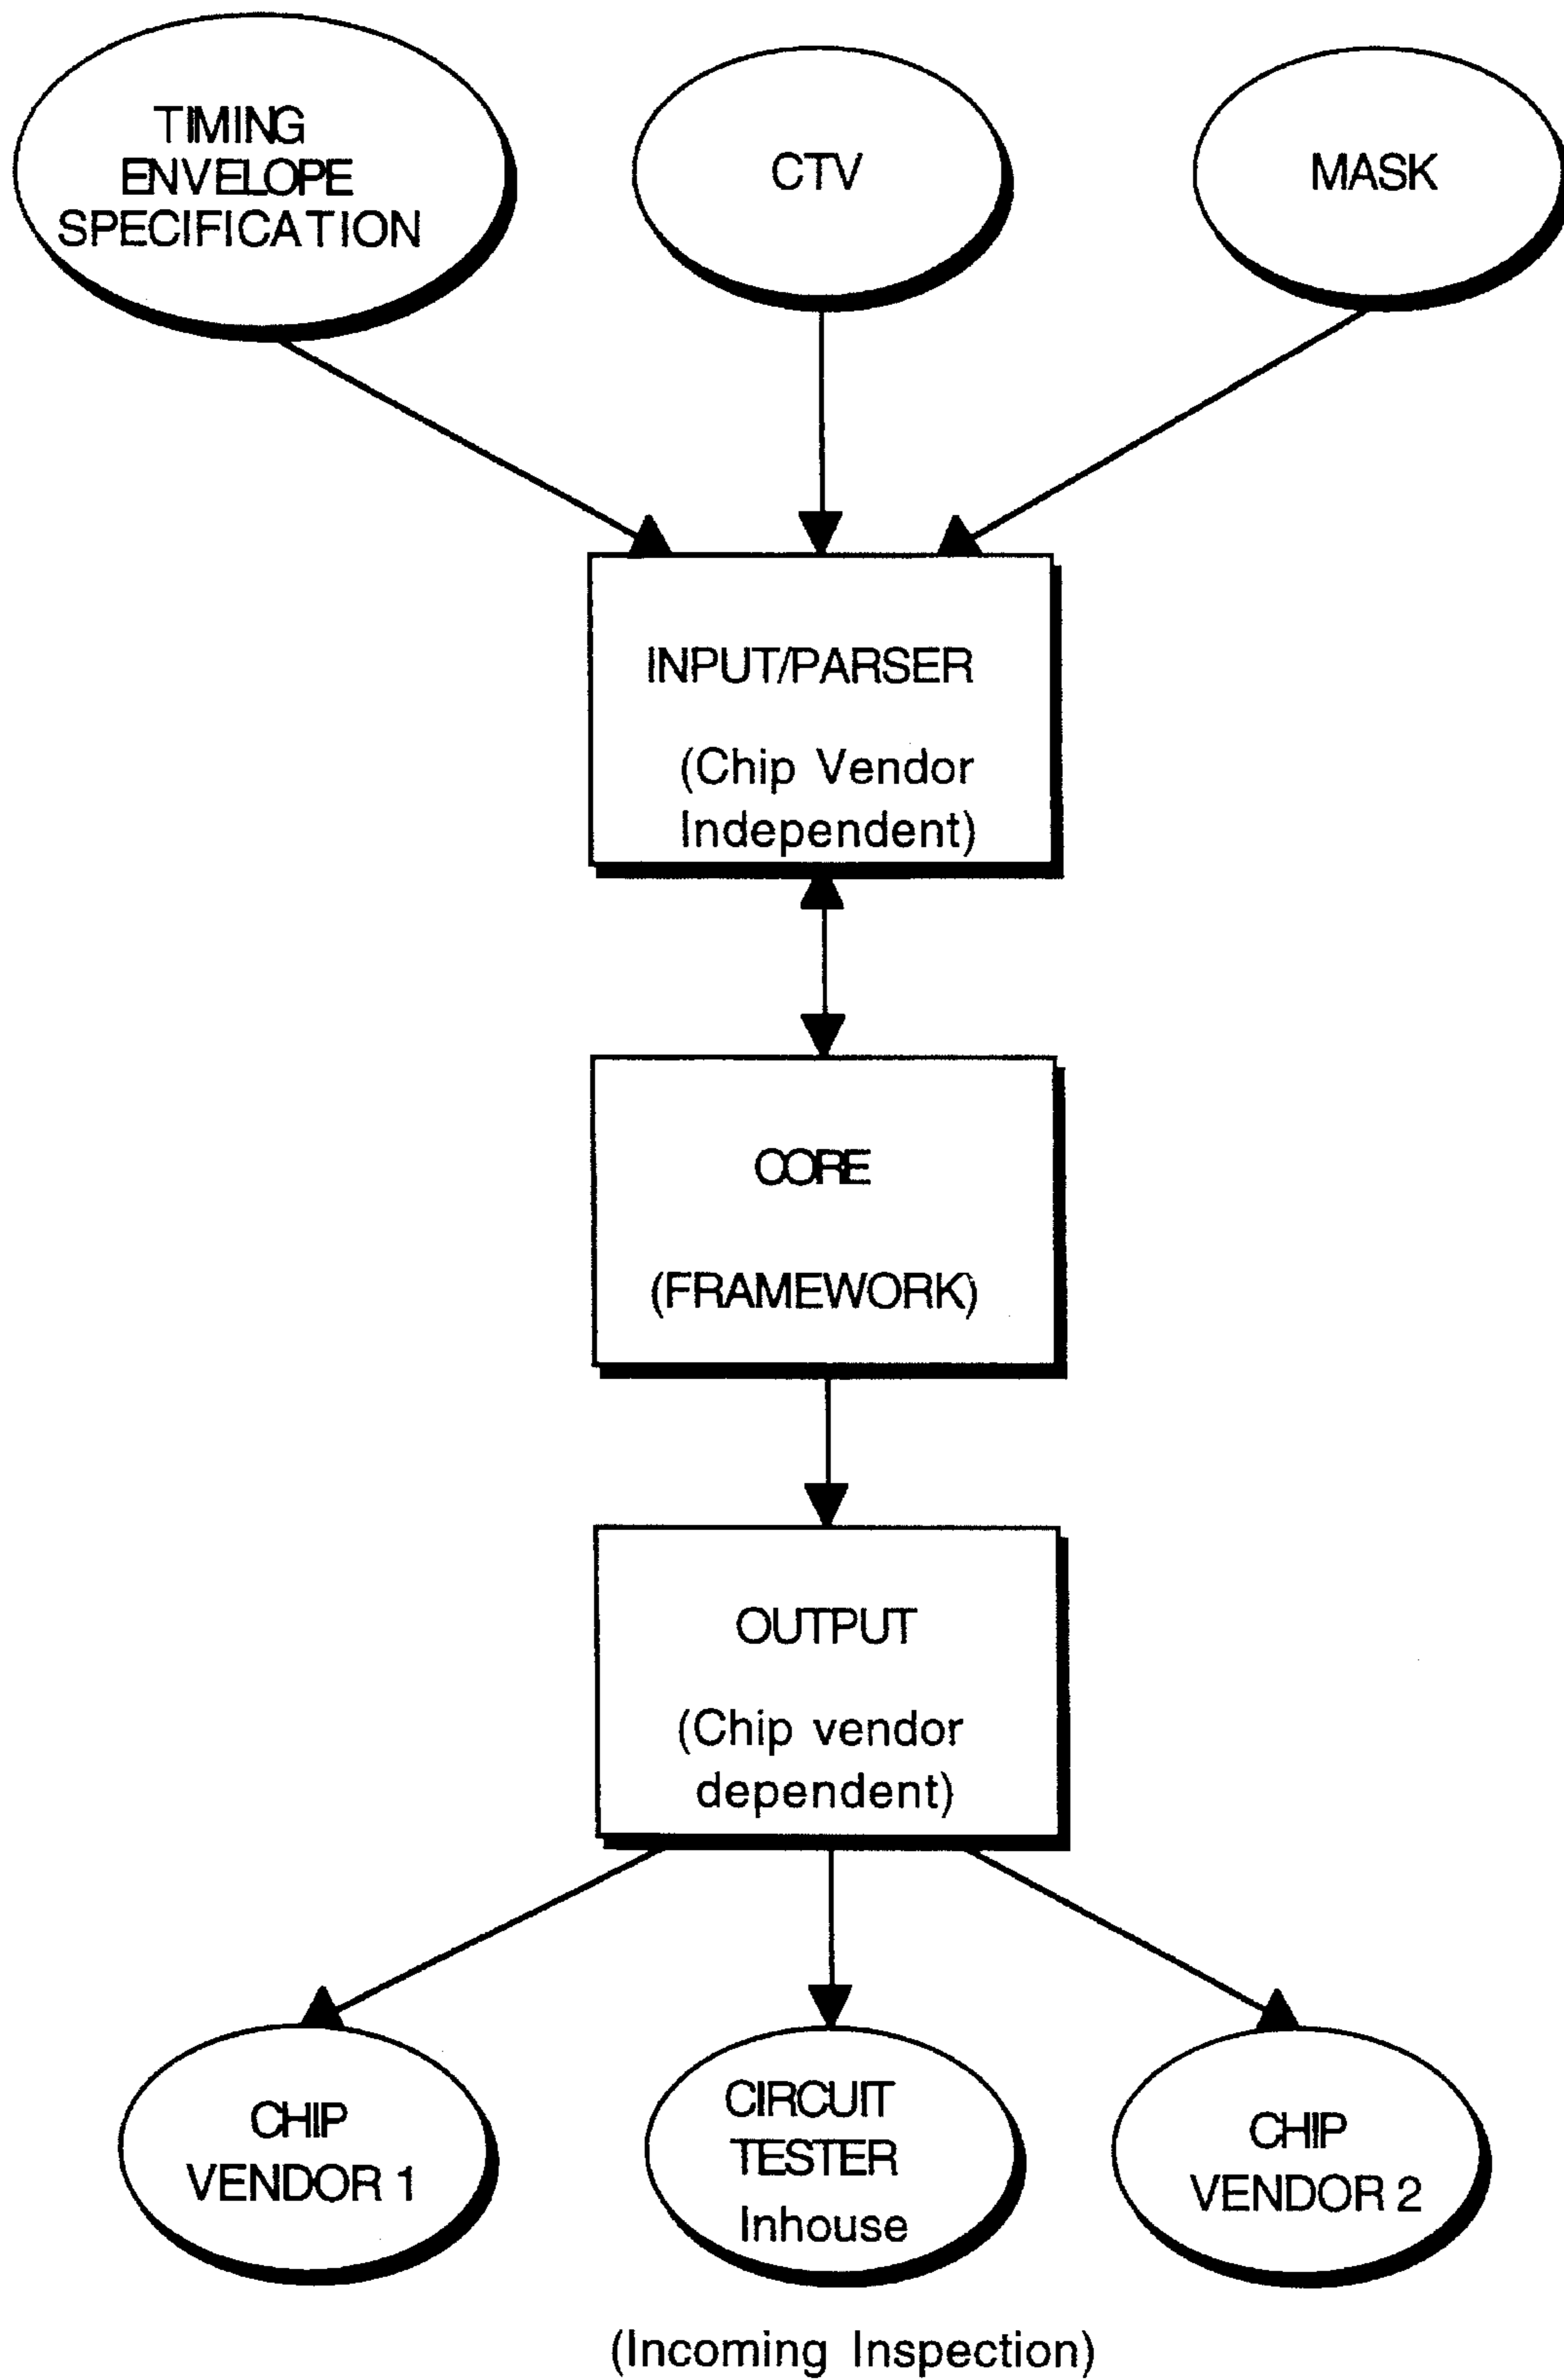 TIMING
ENVELOPE
SPECIFICATION
CTV
MASK
INPUT/PARSER
(Chip Vendor
Independent)
CORE
(FRAMEWORK)
OUTPUT
(Chip vendor
dependent)
CHIP
VENDOR 1
CIRCUIT
TESTER
Inhouse
CHIP
VENDOR 2
(Incoming Inspection)